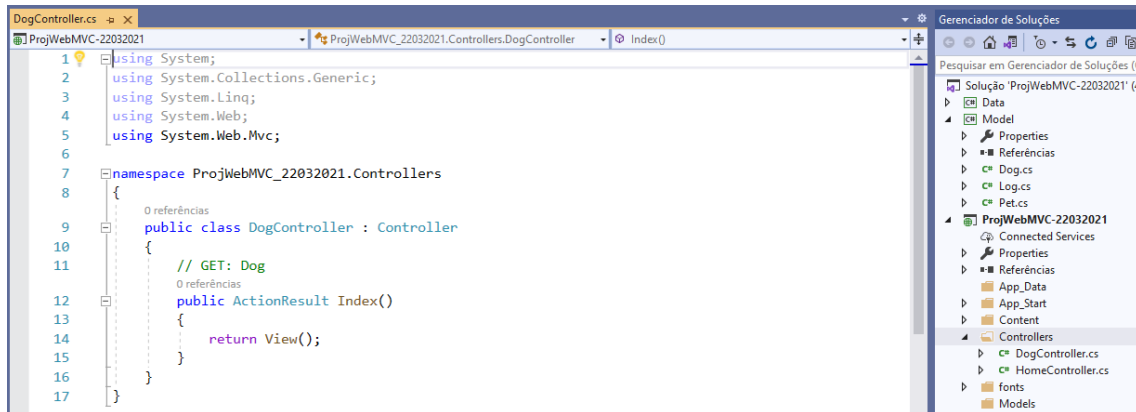 DogController.cs
ProjWebMVC-22032021 ProjWebMVC_22032021.Controllers.DogController Index()
1 using System;
2 using System.Collections.Generic;
3 using System.Linq;
4 using System.Web;
5 using System.Web.Mvc;
6
7 namespace ProjWebMVC_22032021.Controllers
8 {
0 referências
9 public class DogController : Controller
10 {
11 // GET: Dog
0 referências
12 public ActionResult Index()
13 {
14 return View();
15 }
16 }
17 }
Gerenciador de Soluções
Pesquisar em Gerenciador de Soluções (
Solução 'ProjWebMVC-22032021' (
C# Data
C# Model
Properties
Referências
C# Dog.cs
C# Log.cs
C# Pet.cs
ProjWebMVC-22032021
Connected Services
Properties
Referências
App_Data
App_Start
Content
Controllers
C# DogController.cs
C# HomeController.cs
fonts
Models